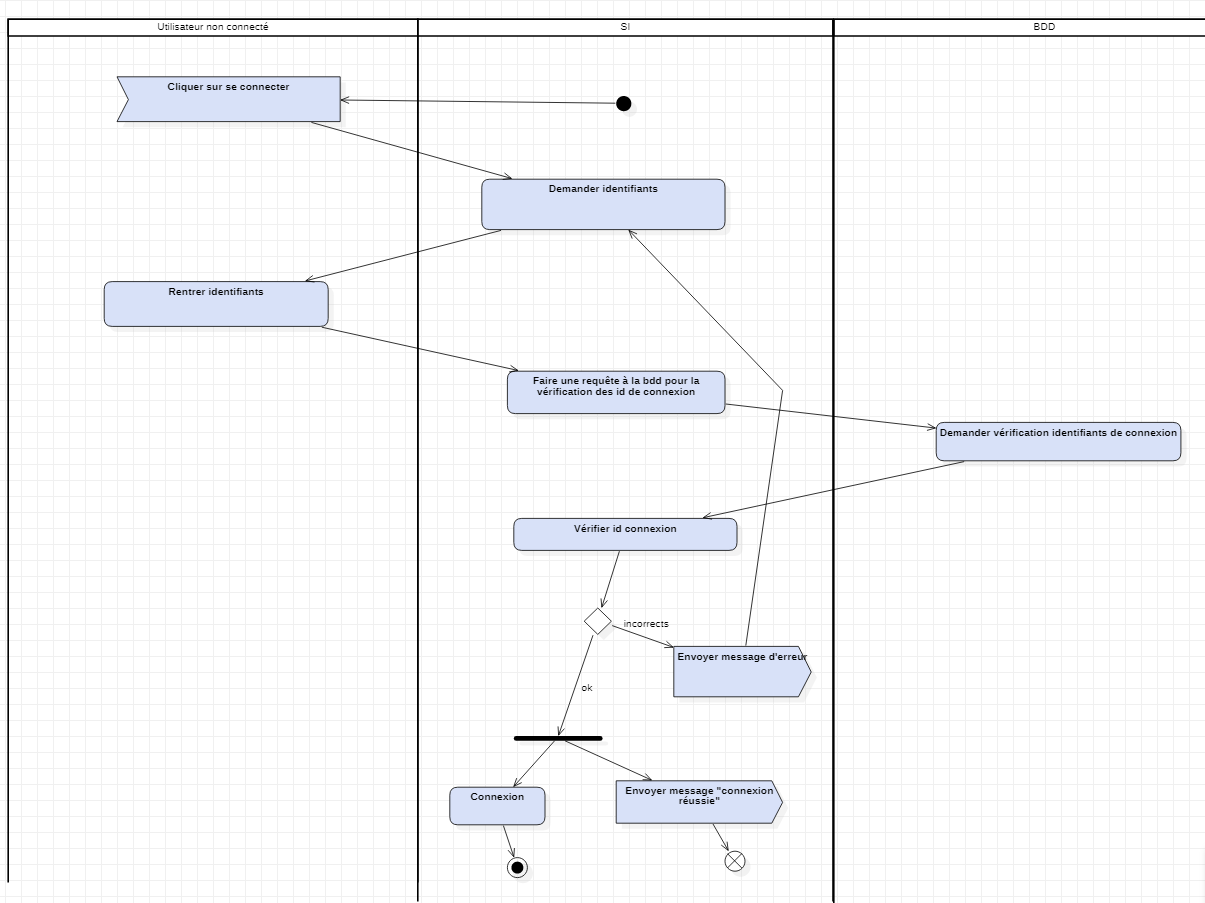 Utilisateur non connecté
SI
BDD
Cliquer sur se connecter
Demander identifiants
Rentrer identifiants
Faire une requête à la bdd pour la
vérification des id de connexion
Demander vérification identifiants de connexion
Vérifier id connexion
incorrects
Envoyer message d'erreur
ok
Connexion
Envoyer message "connexion
réussie"